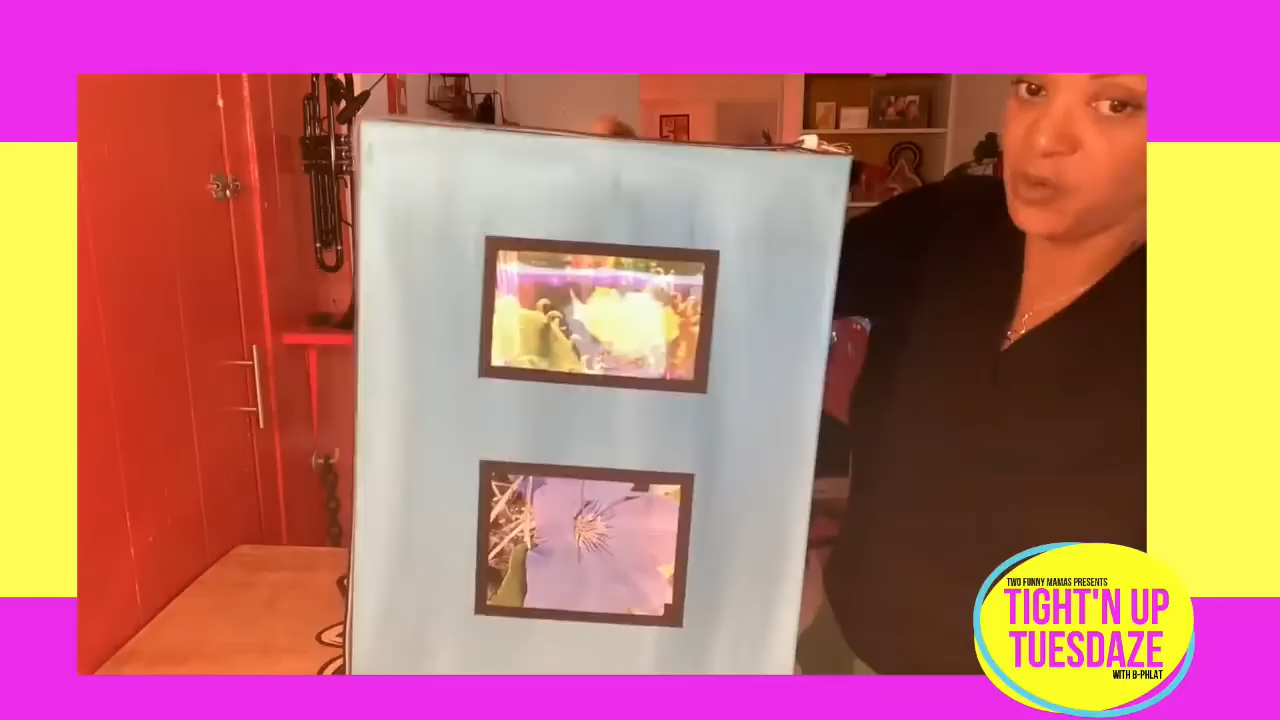 TWO FUNNY MAMAS PRESENTS
TIGHT'N UP
TUESDAZE
WITH B-PHLAT